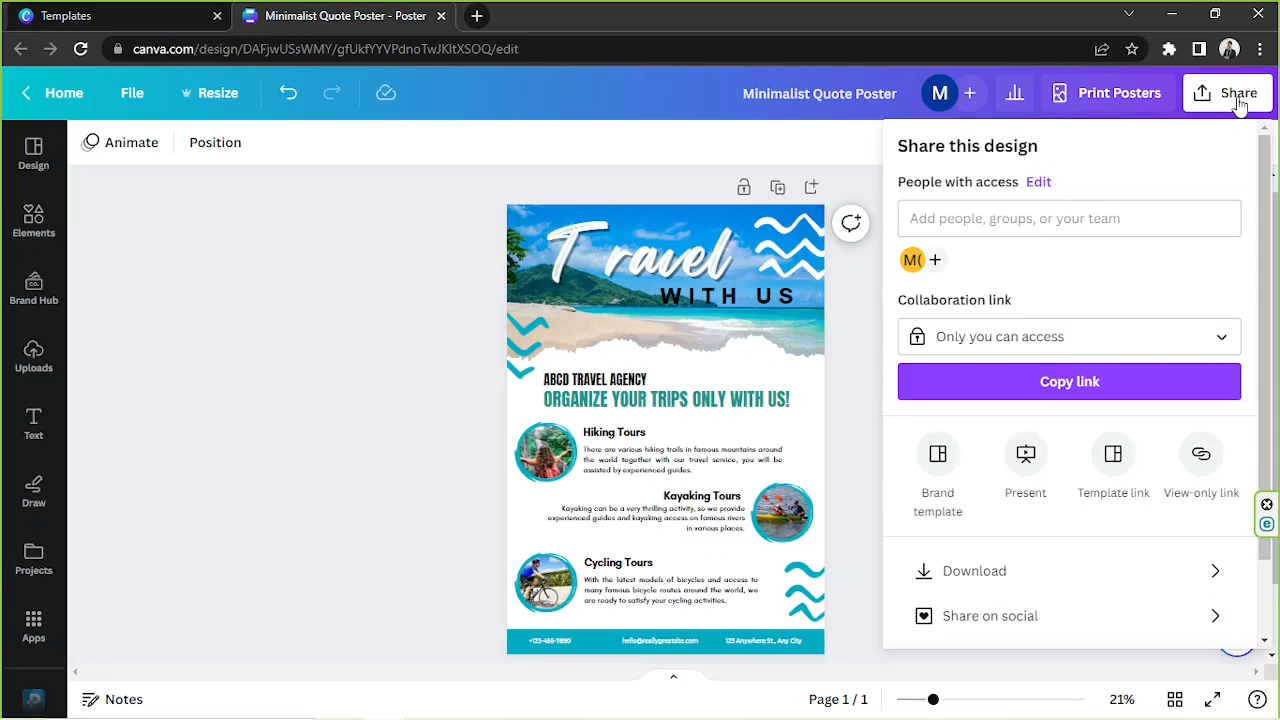 Templates
Minimalist Quote Poster - Poster
canva.com/design/DAFjwUSsWMY/gfUkfYYVPdnoTwJKItXSOQ/edit
Home
File
Resize
Minimalist Quote Poster
M
Print Posters
Share
Design
Elements
Brand Hub
Uploads
Text
Draw
Projects
Apps
Animate
Position
Travel
WITH US
ABCD TRAVEL AGENCY
ORGANIZE YOUR TRIPS ONLY WITH US!
Hiking Tours
There are various hiking trails in famous mountains around
the world together with our travel service, you will be
assisted by experienced guides.
Kayaking Tours
Kayaking can be a very thrilling activity, so we provide
experienced guides and kayaking access on famous rivers
in various places.
Cycling Tours
With the latest models of bicycles and access to
many famous bicycle routes around the world, we
are ready to satisfy your cycling activities.
+123-456-7890
hello@reallygreatsite.com
123 Anywhere St., Any City
Share this design
People with access Edit
Add people, groups, or your team
M(
Collaboration link
Only you can access
Copy link
Brand
template
Present
Template link
View-only link
Download
Share on social
Notes
Page 1 / 1
21%